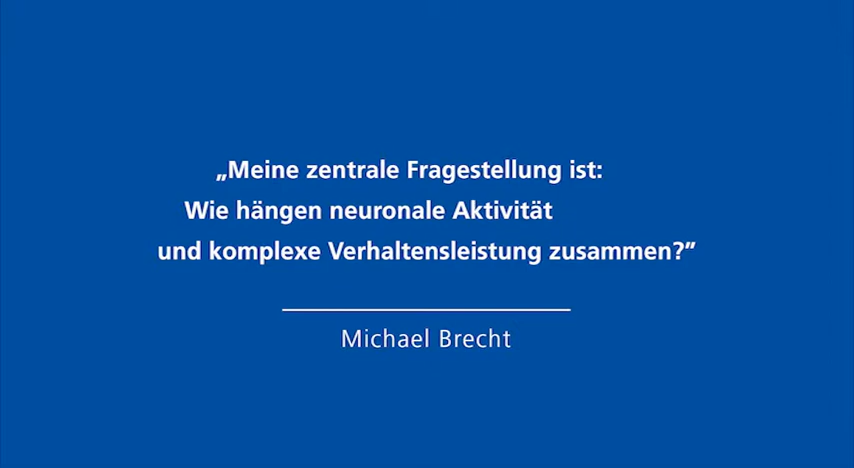 „Meine zentrale Fragestellung ist:
Wie hängen neuronale Aktivität
und komplexe Verhaltensleistung zusammen?”
Michael Brecht